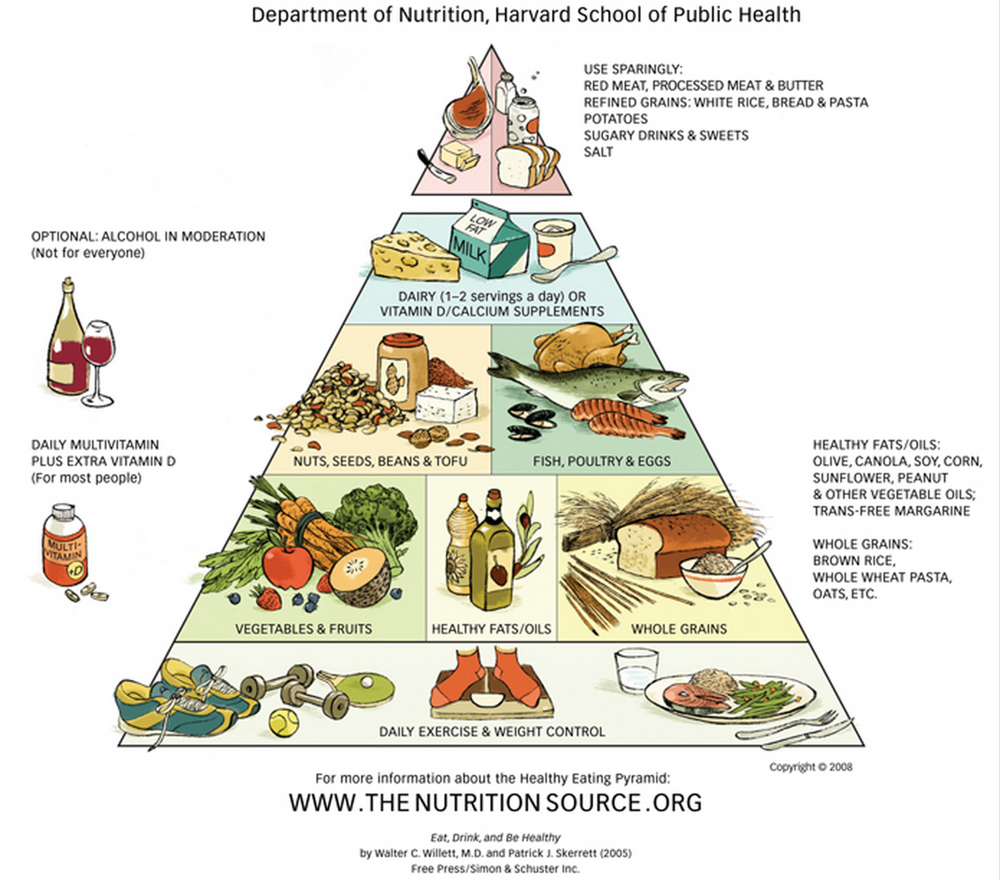 Department of Nutrition, Harvard School of Public Health
USE SPARINGLY:
RED MEAT, PROCESSED MEAT & BUTTER
REFINED GRAINS: WHITE RICE, BREAD & PASTA
POTATOES
SUGARY DRINKS & SWEETS
SALT
OPTIONAL: ALCOHOL IN MODERATION
(Not for everyone)
LOW
FAT
MILK
DAIRY (1–2 servings a day) OR
VITAMIN D/CALCIUM SUPPLEMENTS
NUTS, SEEDS, BEANS & TOFU
FISH, POULTRY & EGGS
DAILY MULTIVITAMIN
PLUS EXTRA VITAMIN D
(For most people)
MULTI-
VITAMIN
+D
HEALTHY FATS/OILS:
OLIVE, CANOLA, SOY, CORN,
SUNFLOWER, PEANUT
& OTHER VEGETABLE OILS;
TRANS-FREE MARGARINE
WHOLE GRAINS:
BROWN RICE,
WHOLE WHEAT PASTA,
OATS, ETC.
VEGETABLES & FRUITS
HEALTHY FATS/OILS
WHOLE GRAINS
DAILY EXERCISE & WEIGHT CONTROL
Copyright © 2008
For more information about the Healthy Eating Pyramid:
WWW.THENUTRITIONSOURCE.ORG
Eat, Drink, and Be Healthy
by Walter C. Willett, M.D. and Patrick J. Skerrett (2005)
Free Press/Simon & Schuster Inc.